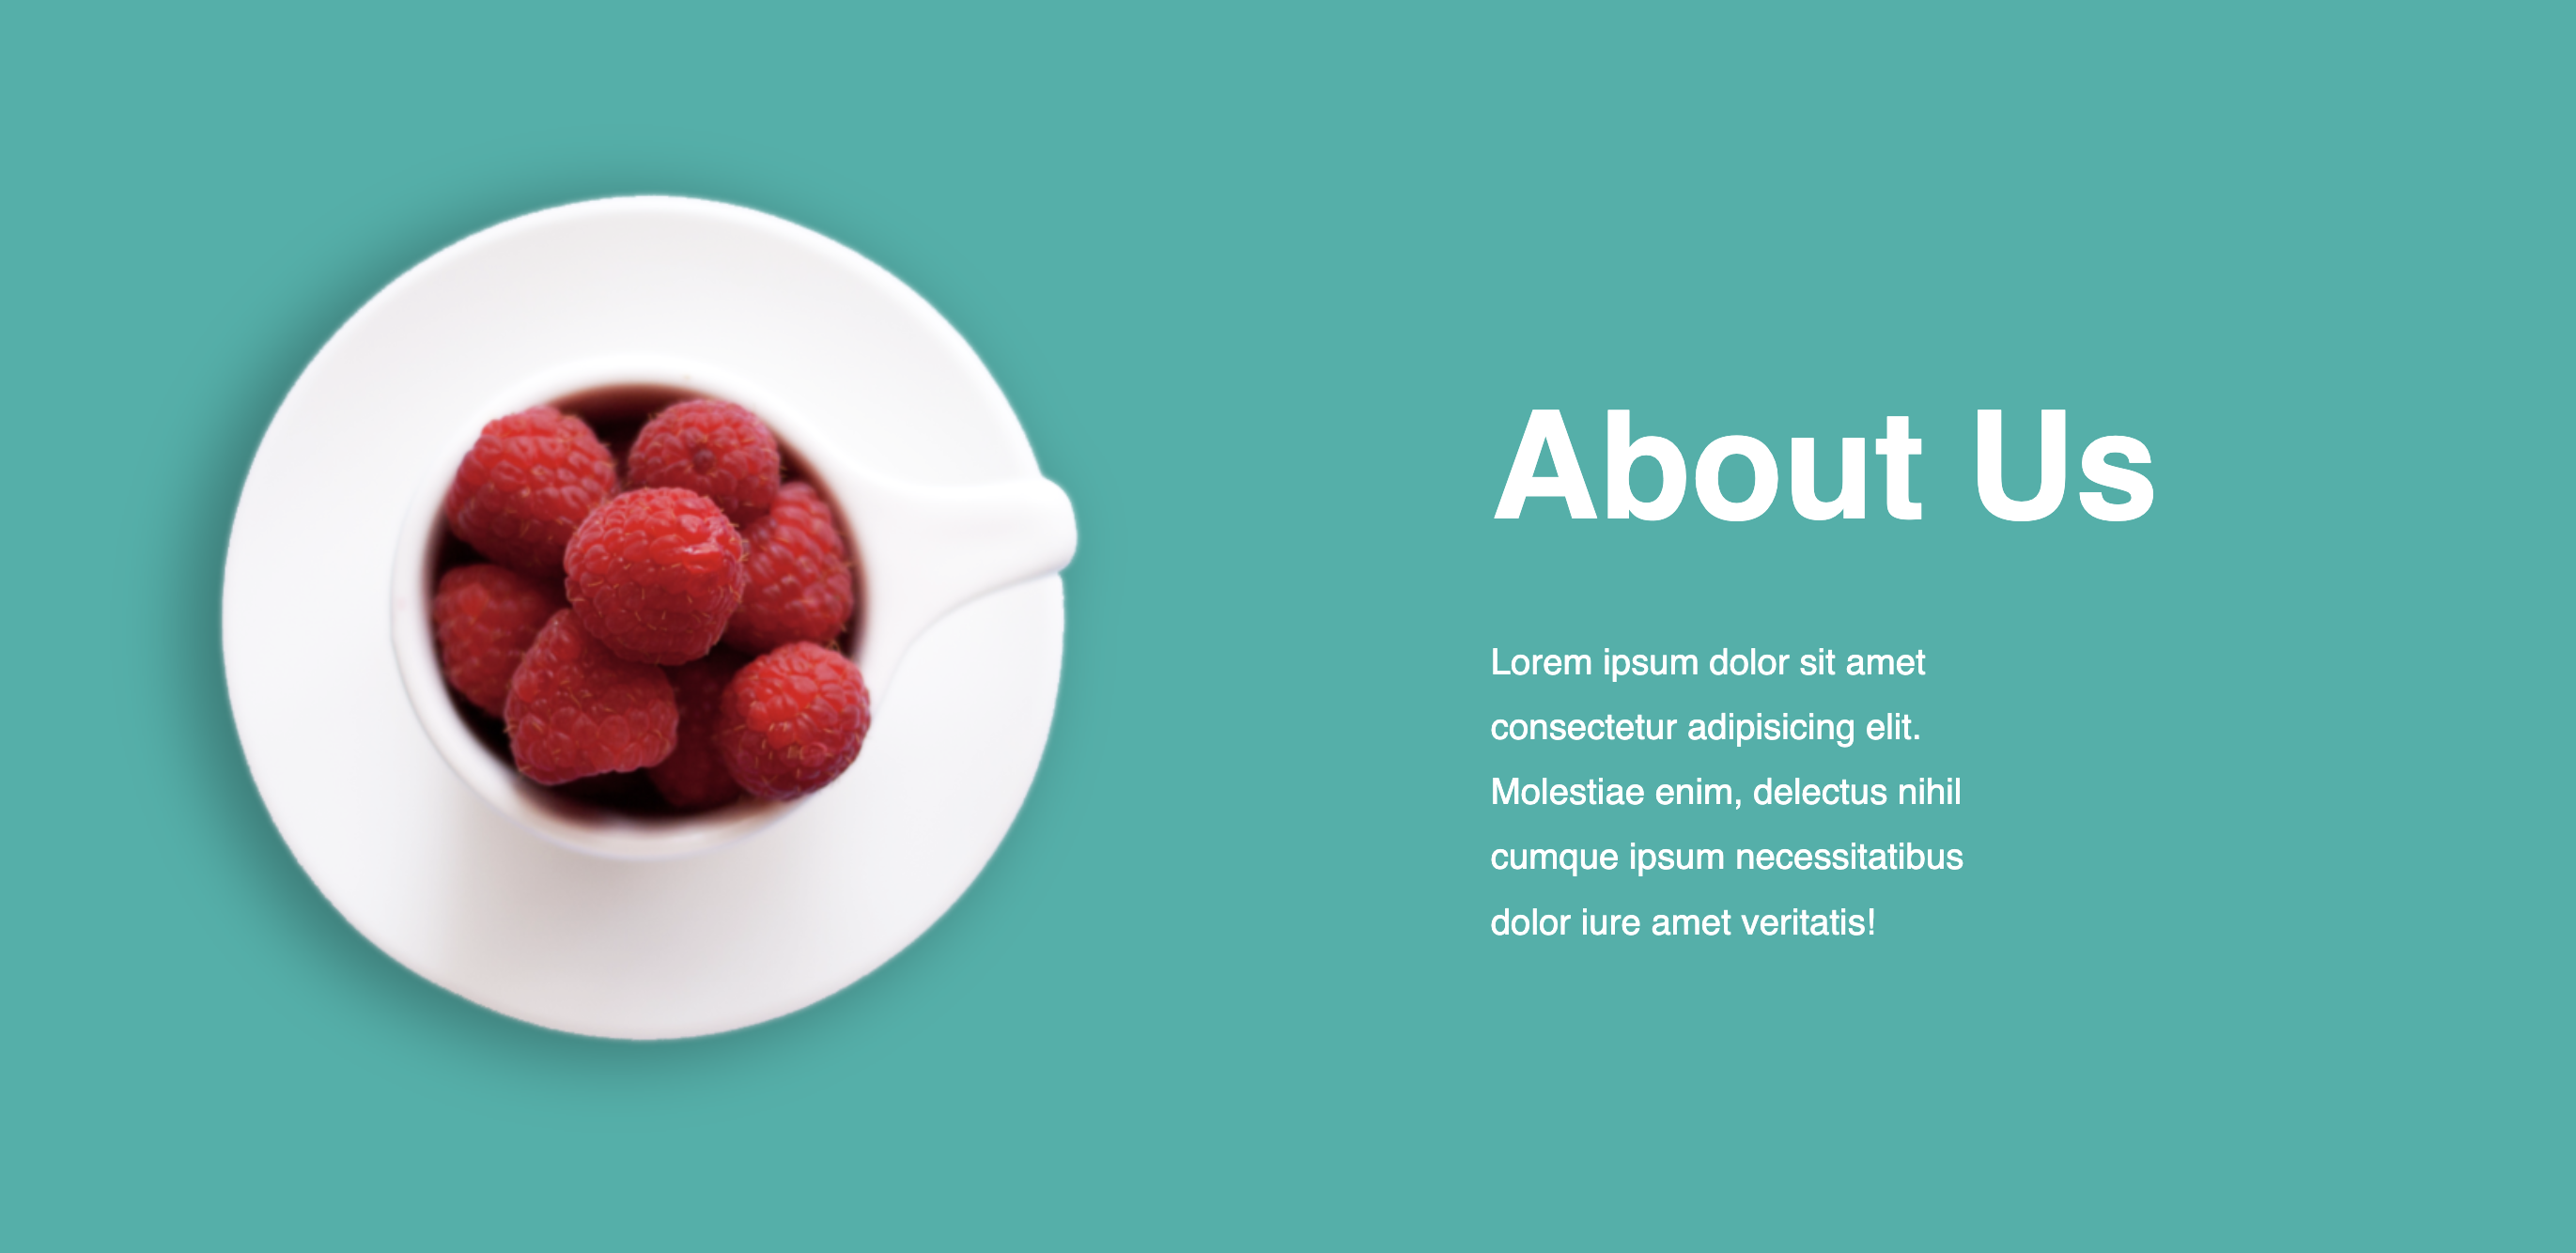 About Us
Lorem ipsum dolor sit amet
consectetur adipisicing elit.
Molestiae enim, delectus nihil
cumque ipsum necessitatibus
dolor iure amet veritatis!